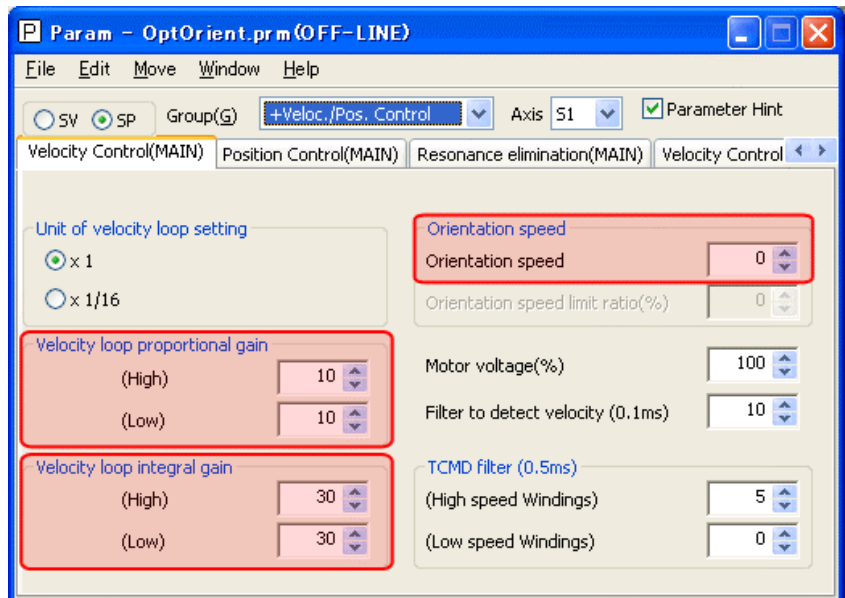 P Param - OptOrient.prm(OFF-LINE)
File Edit Move Window Help
SV SP Group(G) +Veloc./Pos. Control Axis S1 Parameter Hint
Velocity Control(MAIN) Position Control(MAIN) Resonance elimination(MAIN) Velocity Control
Unit of velocity loop setting
x 1
x 1/16
Velocity loop proportional gain
(High) 10
(Low) 10
Velocity loop integral gain
(High) 30
(Low) 30
Orientation speed
Orientation speed 0
Orientation speed limit ratio(%) 0
Motor voltage(%) 100
Filter to detect velocity (0.1ms) 10
TCMD filter (0.5ms)
(High speed Windings) 5
(Low speed Windings) 0